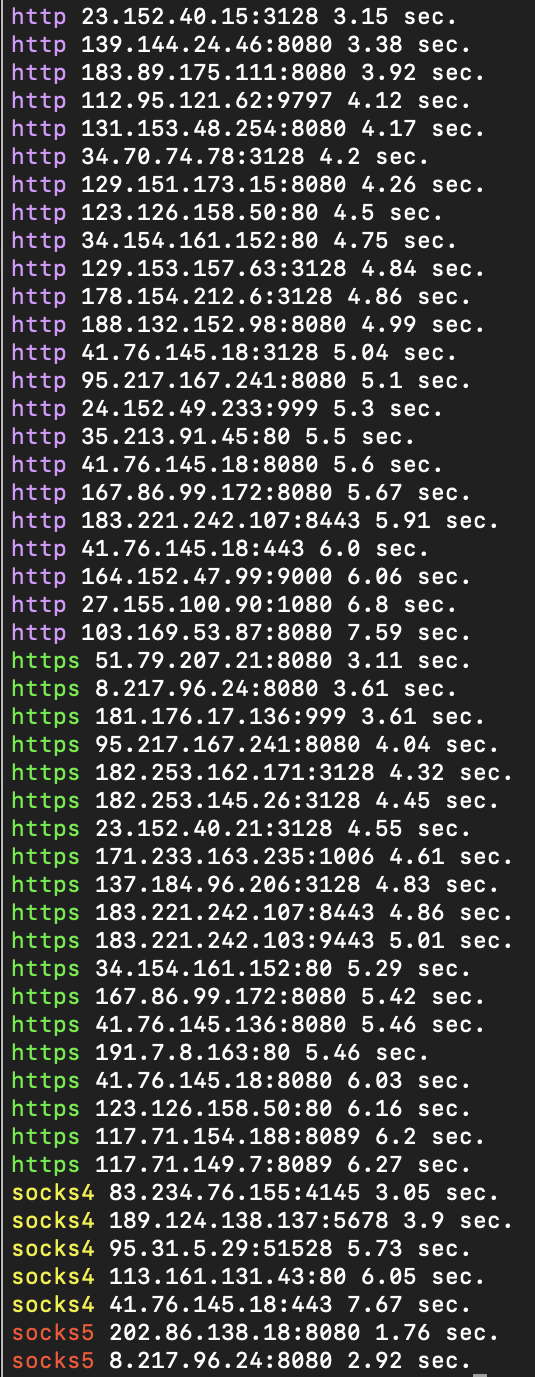 http 23.152.40.15:3128 3.15 sec.
http 139.144.24.46:8080 3.38 sec.
http 183.89.175.111:8080 3.92 sec.
http 112.95.121.62:9797 4.12 sec.
http 131.153.48.254:8080 4.17 sec.
http 34.70.74.78:3128 4.2 sec.
http 129.151.173.15:8080 4.26 sec.
http 123.126.158.50:80 4.5 sec.
http 34.154.161.152:80 4.75 sec.
http 129.153.157.63:3128 4.84 sec.
http 178.154.212.6:3128 4.86 sec.
http 188.132.152.98:8080 4.99 sec.
http 41.76.145.18:3128 5.04 sec.
http 95.217.167.241:8080 5.1 sec.
http 24.152.49.233:999 5.3 sec.
http 35.213.91.45:80 5.5 sec.
http 41.76.145.18:8080 5.6 sec.
http 167.86.99.172:8080 5.67 sec.
http 183.221.242.107:8443 5.91 sec.
http 41.76.145.18:443 6.0 sec.
http 164.152.47.99:9000 6.06 sec.
http 27.155.100.90:1080 6.8 sec.
http 103.169.53.87:8080 7.59 sec.
https 51.79.207.21:8080 3.11 sec.
https 8.217.96.24:8080 3.61 sec.
https 181.176.17.136:999 3.61 sec.
https 95.217.167.241:8080 4.04 sec.
https 182.253.162.171:3128 4.32 sec.
https 182.253.145.26:3128 4.45 sec.
https 23.152.40.21:3128 4.55 sec.
https 171.233.163.235:1006 4.61 sec.
https 137.184.96.206:3128 4.83 sec.
https 183.221.242.107:8443 4.86 sec.
https 183.221.242.103:9443 5.01 sec.
https 34.154.161.152:80 5.29 sec.
https 167.86.99.172:8080 5.42 sec.
https 41.76.145.136:8080 5.46 sec.
https 191.7.8.163:80 5.46 sec.
https 41.76.145.18:8080 6.03 sec.
https 123.126.158.50:80 6.16 sec.
https 117.71.154.188:8089 6.2 sec.
https 117.71.149.7:8089 6.27 sec.
socks4 83.234.76.155:4145 3.05 sec.
socks4 189.124.138.137:5678 3.9 sec.
socks4 95.31.5.29:51528 5.73 sec.
socks4 113.161.131.43:80 6.05 sec.
socks4 41.76.145.18:443 7.67 sec.
socks5 202.86.138.18:8080 1.76 sec.
socks5 8.217.96.24:8080 2.92 sec.